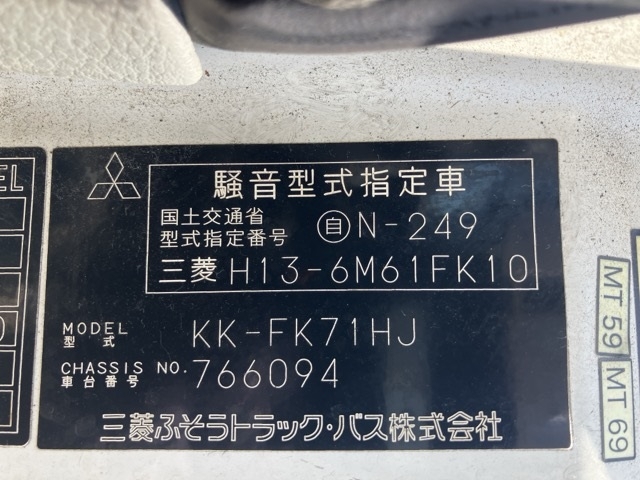 騒音型式指定車
国土交通省
型式指定番号 自N-249
三菱 H13-6M61FK10
MODEL
型式 KK-FK71HJ
CHASSIS NO.
車台番号 766094
三菱ふそうトラック・バス株式会社
EL
MT 59
MT 69